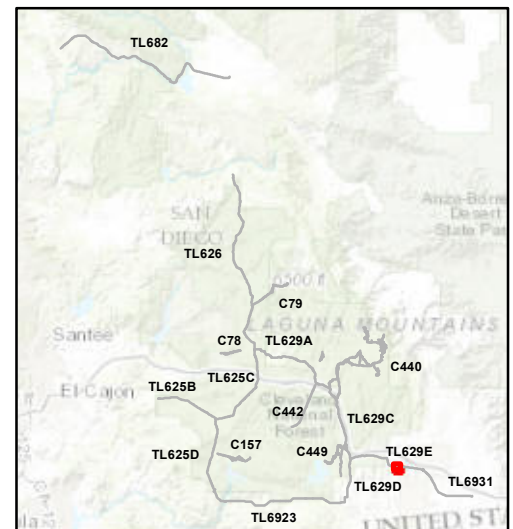 TL682
Anza-Borrego
Desert
State Par
SAN
DIEGO
TL626
6500 ft
C79
Santee
LAGUNA MOUNTAINS
C78
TL629A
C440
El Cajon
TL625B
TL625C
Cleveland
National
Forest
C442
TL629C
TL625D
C157
C449
TL629E
TL629D
TL6931
TL6923
UNITED STA